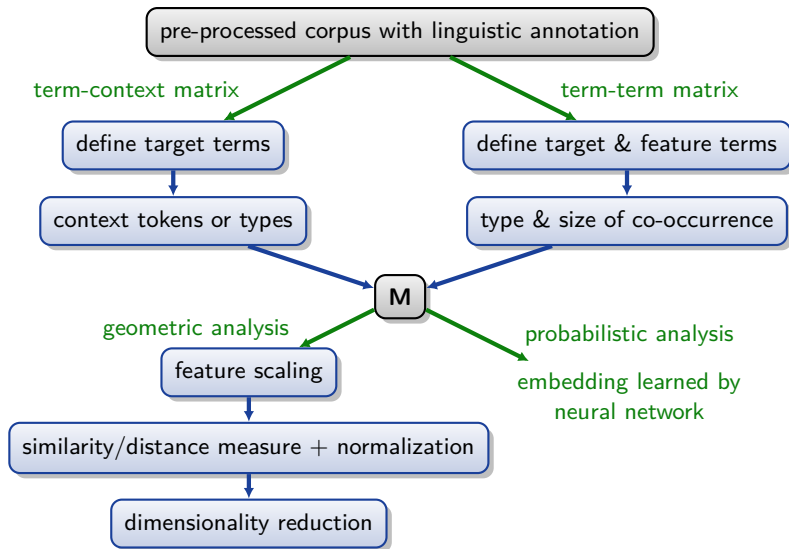 pre-processed corpus with linguistic annotation
term-context matrix
term-term matrix
define target terms
define target & feature terms
context tokens or types
type & size of co-occurrence
M
geometric analysis
probabilistic analysis
feature scaling
embedding learned by
neural network
similarity/distance measure + normalization
dimensionality reduction